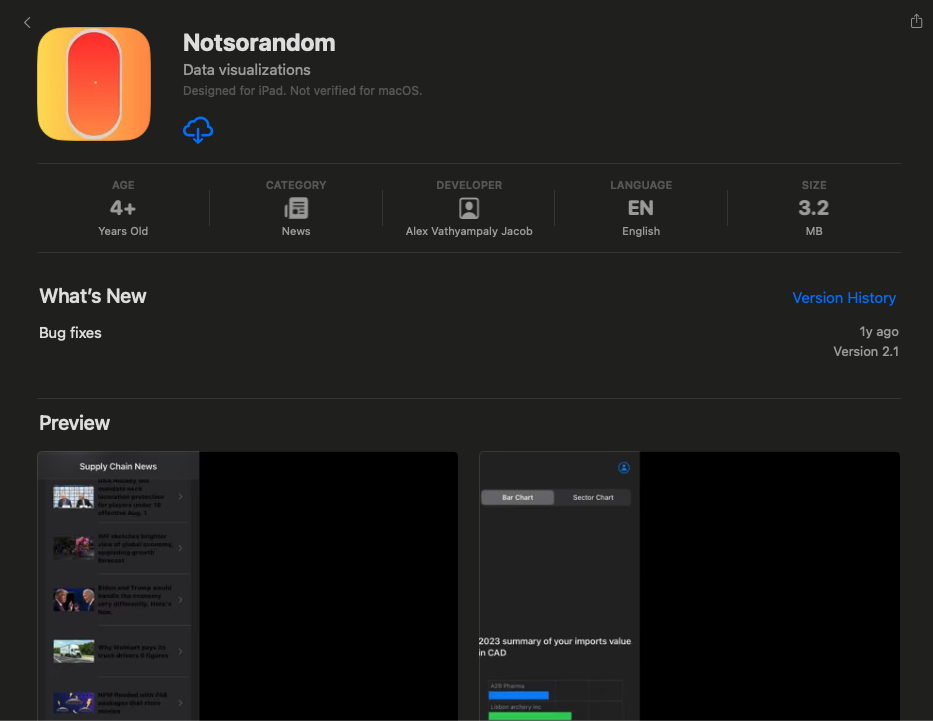 Notsorandom
Data visualizations
Designed for iPad. Not verified for macOS.
AGE
4+
Years Old
CATEGORY
News
DEVELOPER
Alex Vathyampaly Jacob
LANGUAGE
EN
English
SIZE
3.2
MB
What's New
Version History
Bug fixes
1y ago
Version 2.1
Preview
Supply Chain News
effective Aug. 1
IMF describes brighter
view of global economy,
upgrading growth
forecast
Biden and Trump would
handle the economy
very differently. Here's
how.
Why Walmart pays its
truck drivers 6 figures
Bar Chart
Sector Chart
2023 summary of your imports value
in CAD
A2B Pharma
Lisbon archery inc